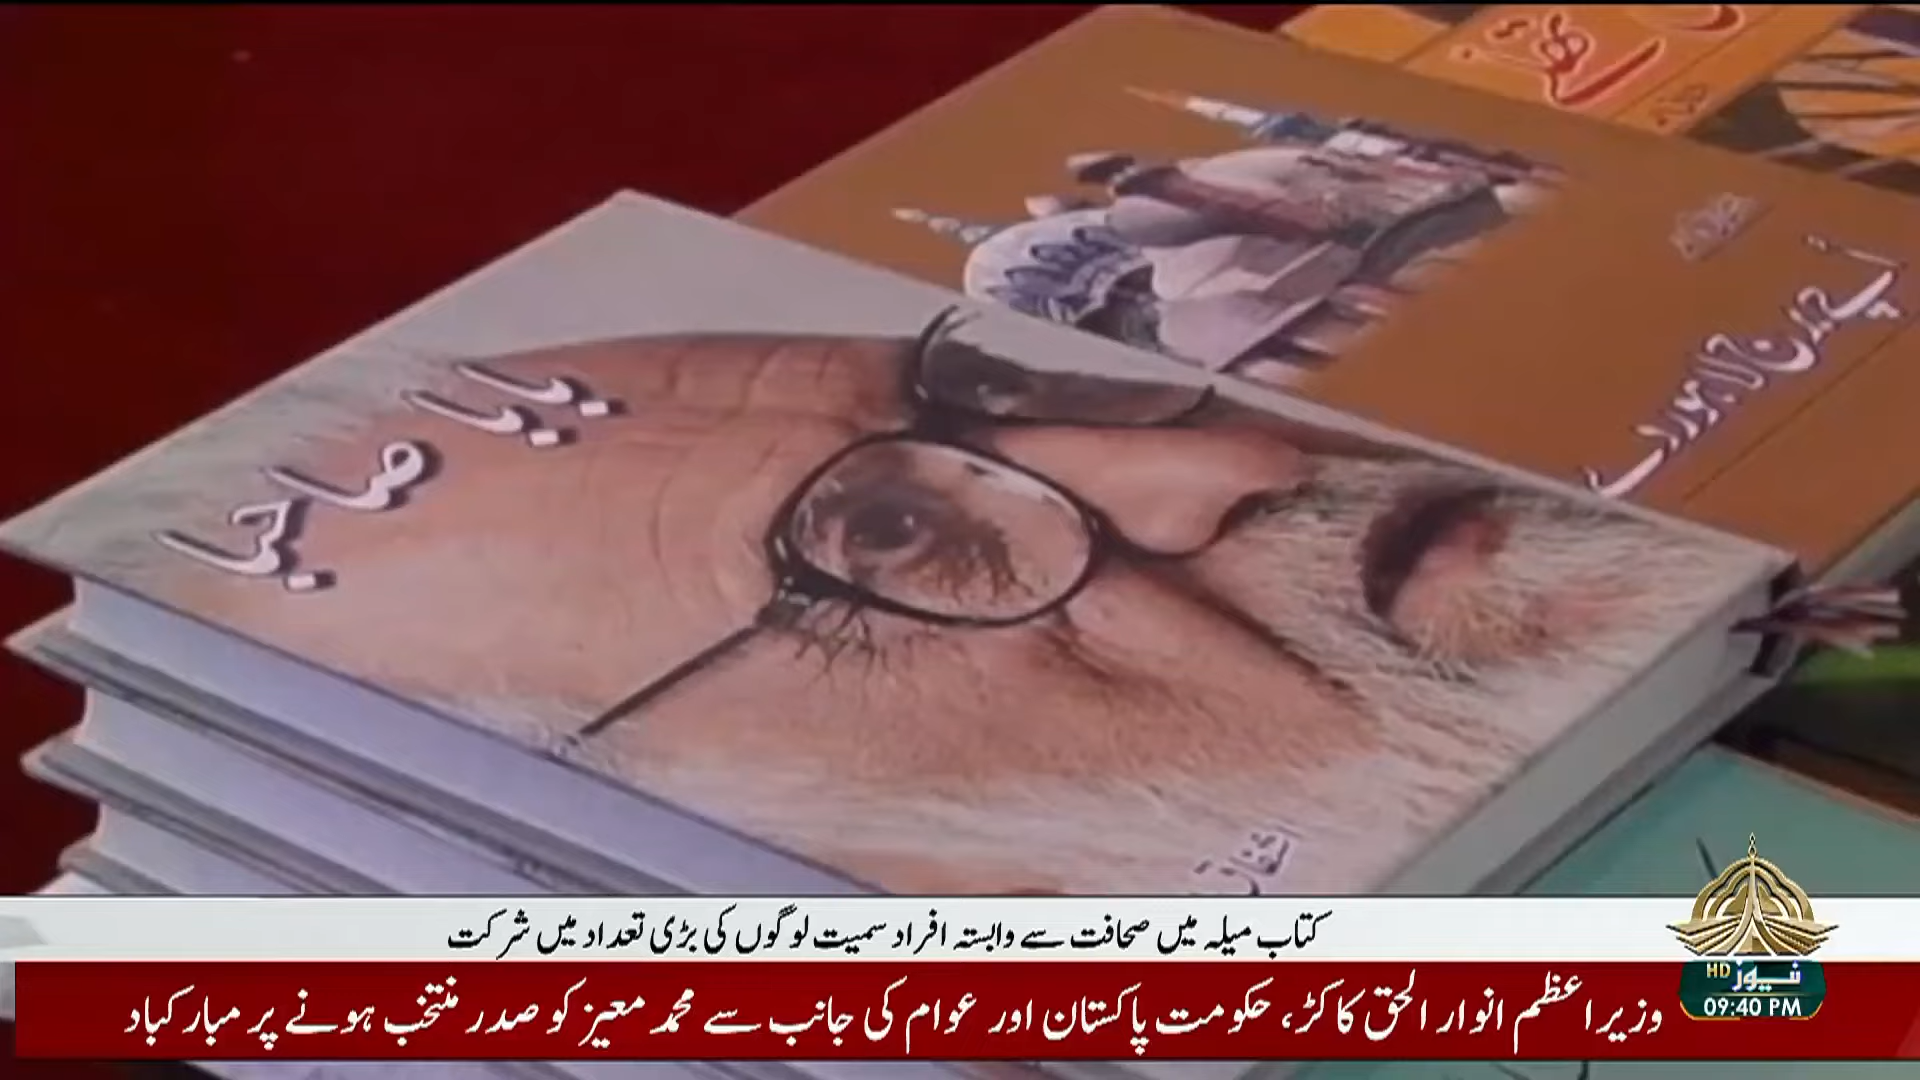 بابا صاحبا
اشفاق
کتاب میلہ میں صحافت سے وابستہ افراد سمیت لوگوں کی بڑی تعداد میں شرکت
وزیراعظم انوار الحق کاکڑ، حکومت پاکستان اور عوام کی جانب سے محمد معیز کو صدر منتخب ہونے پر مبارکباد
HD نیوز
09:40 PM